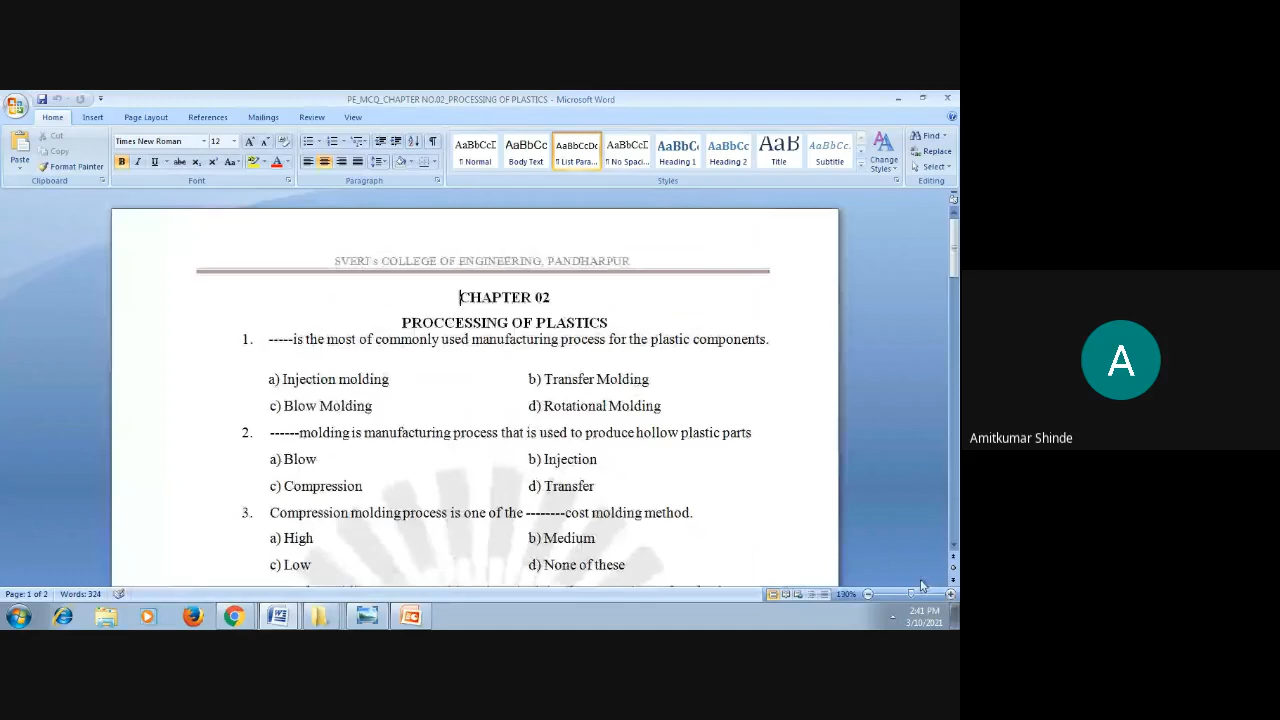 PE_MCQ_CHAPTER NO.02_PROCESSING OF PLASTICS - Microsoft Word
Home Insert Page Layout References Mailings Review View
Paste
Cut
Copy
Format Painter
Clipboard
Times New Roman 12
Font
Paragraph
AaBbCcD AaBbCc AaBbCcDc AaBbCcD AaBbC AaBbCc AaB AaBbCc.
¶ Normal Body Text ¶ List Para... ¶ No Spaci... Heading 1 Heading 2 Title Subtitle
Change Styles
Styles
Find
Replace
Select
Editing
SVERI s COLLEGE OF ENGINEERING, PANDHARPUR
CHAPTER 02
PROCCESSING OF PLASTICS
1. -----is the most of commonly used manufacturing process for the plastic components.
a) Injection molding b) Transfer Molding
c) Blow Molding d) Rotational Molding
2. ------molding is manufacturing process that is used to produce hollow plastic parts
a) Blow b) Injection
c) Compression d) Transfer
3. Compression molding process is one of the --------cost molding method.
a) High b) Medium
c) Low d) None of these
Page: 1 of 2 Words: 324 130%
2:41 PM
3/10/2021
A
Amitkumar Shinde